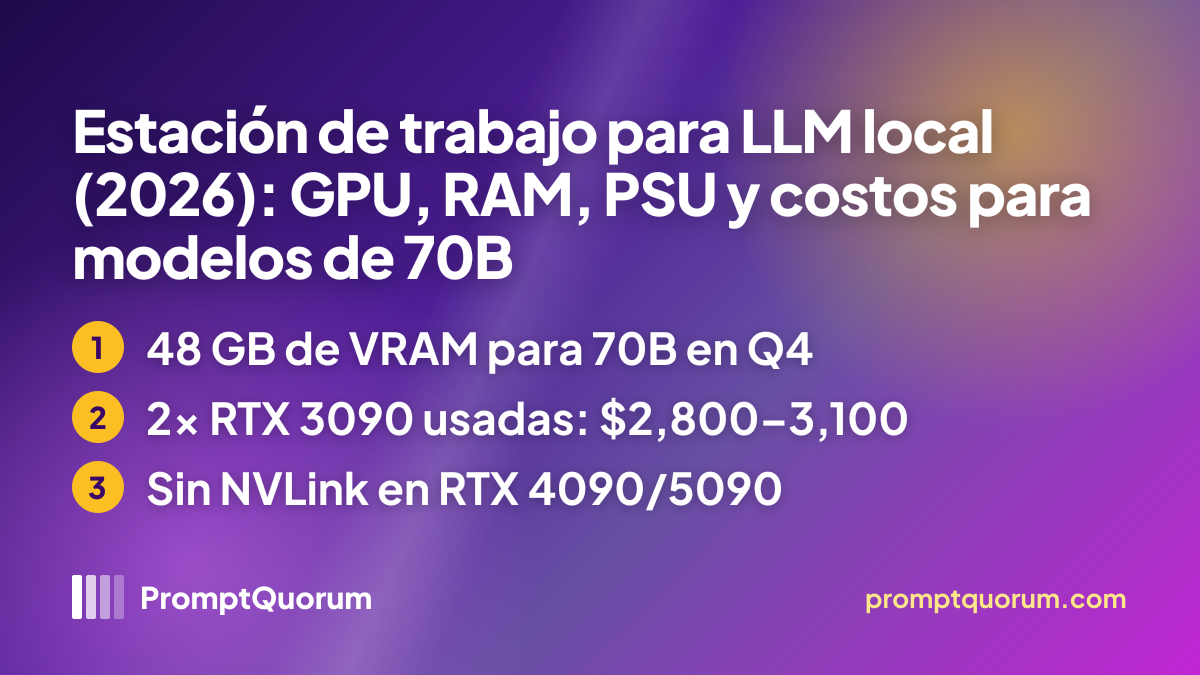 Estación de trabajo para LLM local
(2026): GPU, RAM, PSU y costos para
modelos de 70B
1 48 GB de VRAM para 70B en Q4
2 2× RTX 3090 usadas: $2,800–3,100
3 Sin NVLink en RTX 4090/5090
PromptQuorum
promptquorum.com